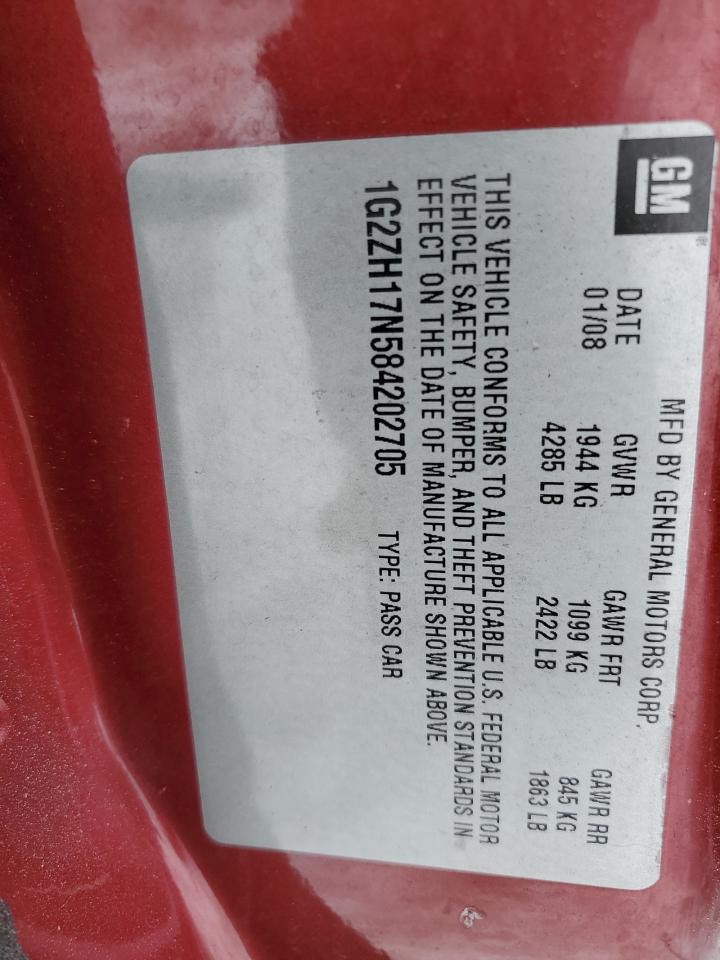 GM
MFD BY GENERAL MOTORS CORP.
DATE GVWR GAWR FRT GAWR RR
01/08 1944 KG 1099 KG 845 KG
4285 LB 2422 LB 1863 LB
THIS VEHICLE CONFORMS TO ALL APPLICABLE U.S. FEDERAL MOTOR
VEHICLE SAFETY, BUMPER, AND THEFT PREVENTION STANDARDS IN
EFFECT ON THE DATE OF MANUFACTURE SHOWN ABOVE.
1G2ZH17N584202705 TYPE: PASS CAR